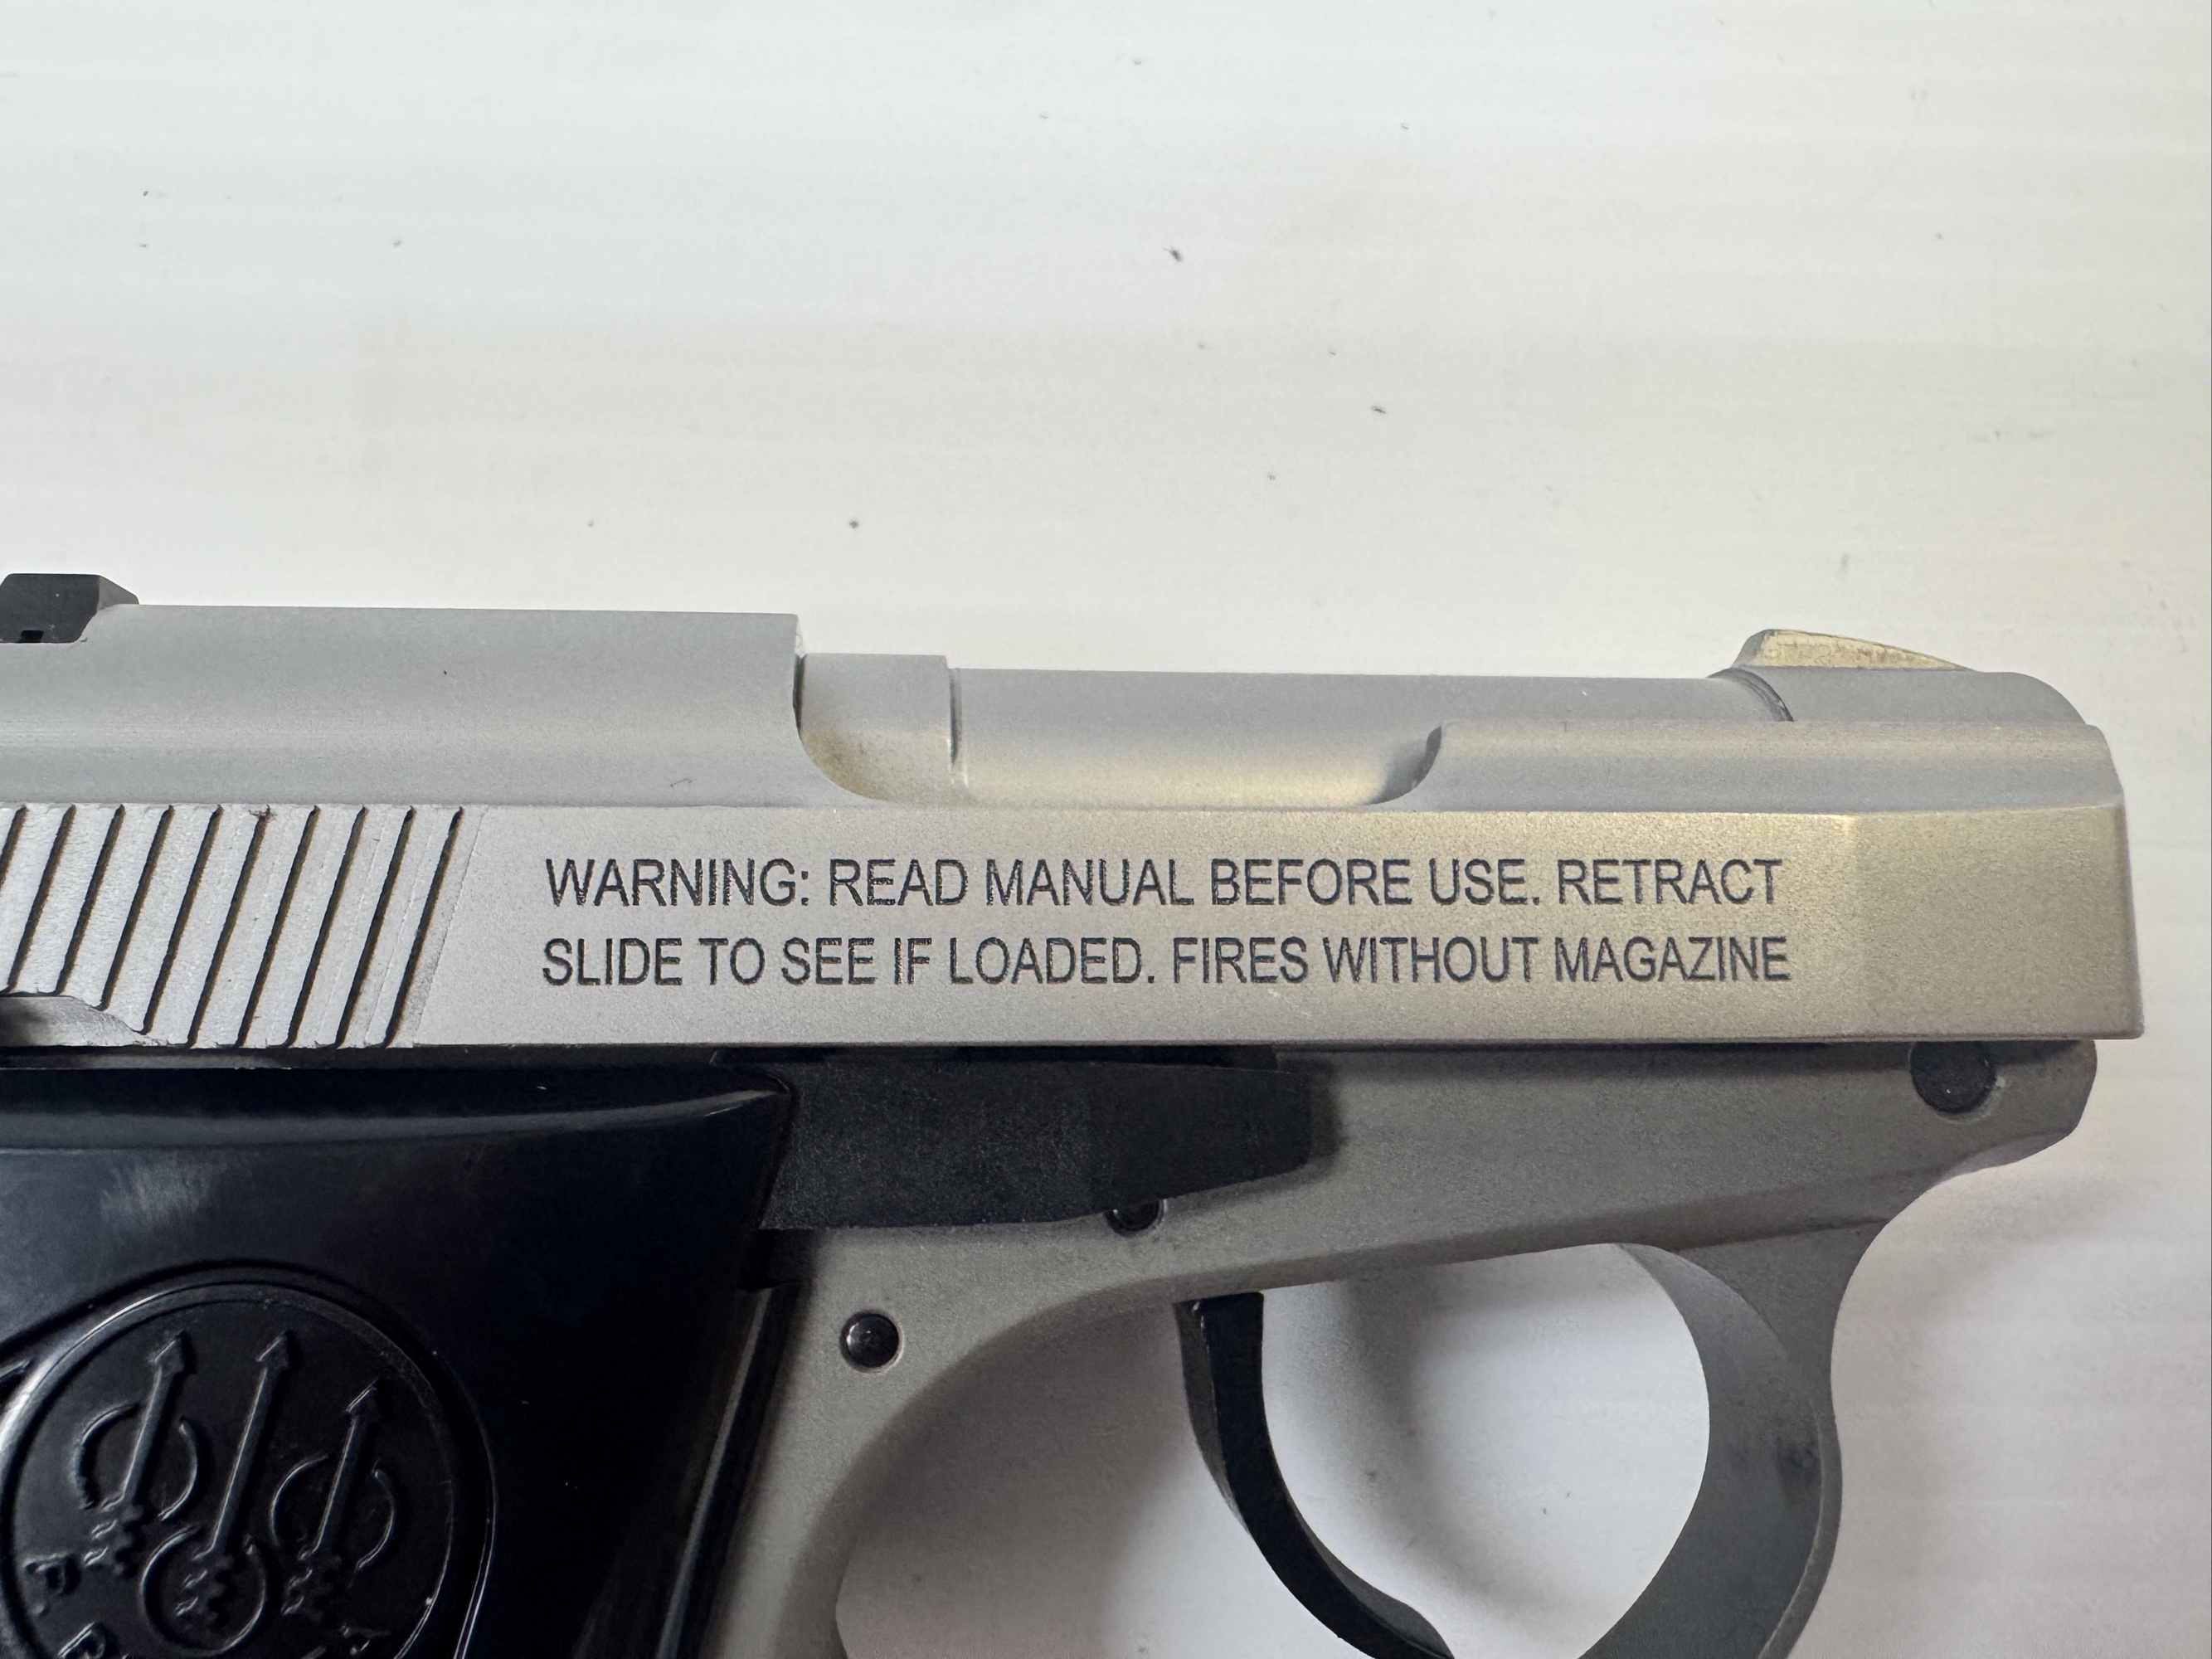 WARNING: READ MANUAL BEFORE USE. RETRACT
SLIDE TO SEE IF LOADED. FIRES WITHOUT MAGAZINE